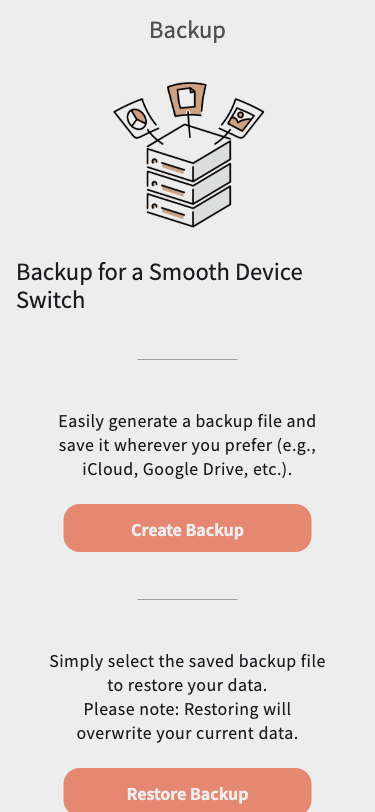 Backup
Backup for a Smooth Device
Switch
Easily generate a backup file and
save it wherever you prefer (e.g.,
iCloud, Google Drive, etc.).
Create Backup
Simply select the saved backup file
to restore your data.
Please note: Restoring will
overwrite your current data.
Restore Backup